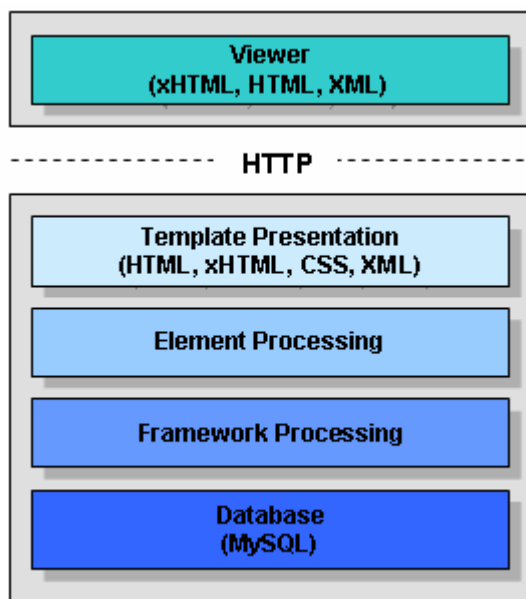 Viewer
(xHTML, HTML, XML)
HTTP
Template Presentation
(HTML, xHTML, CSS, XML)
Element Processing
Framework Processing
Database
(MySQL)